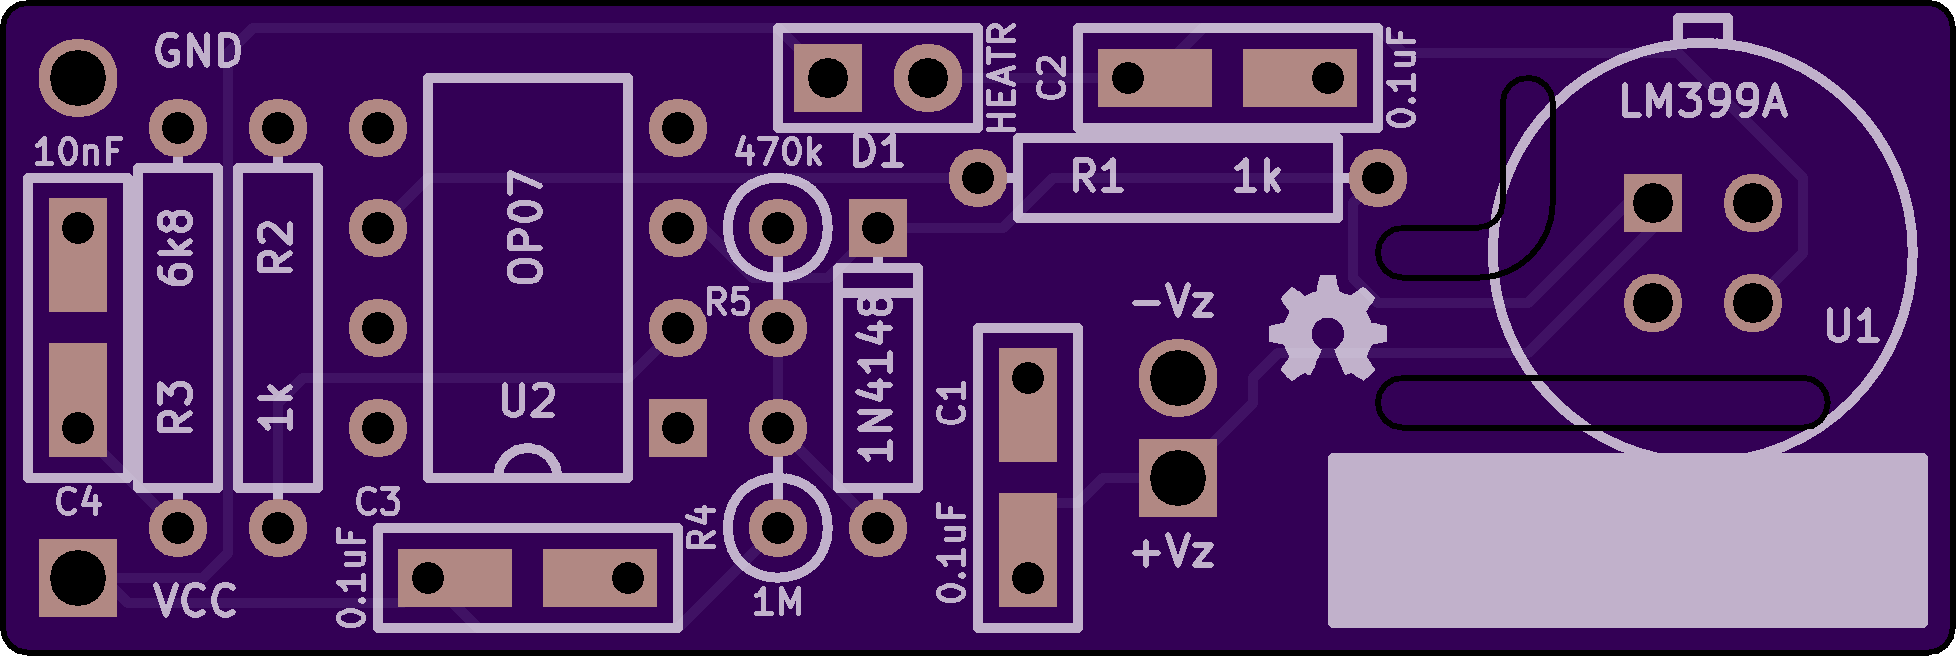 GND
10nF
C4
VCC
R3 6k8
1k R2
C3
0.1uF
OP07
U2
470k
R5
R4
1M
D1
1N4148
HEATR
C2
0.1uF
R1 1k
C1
0.1uF
-Vz
+Vz
LM399A
U1